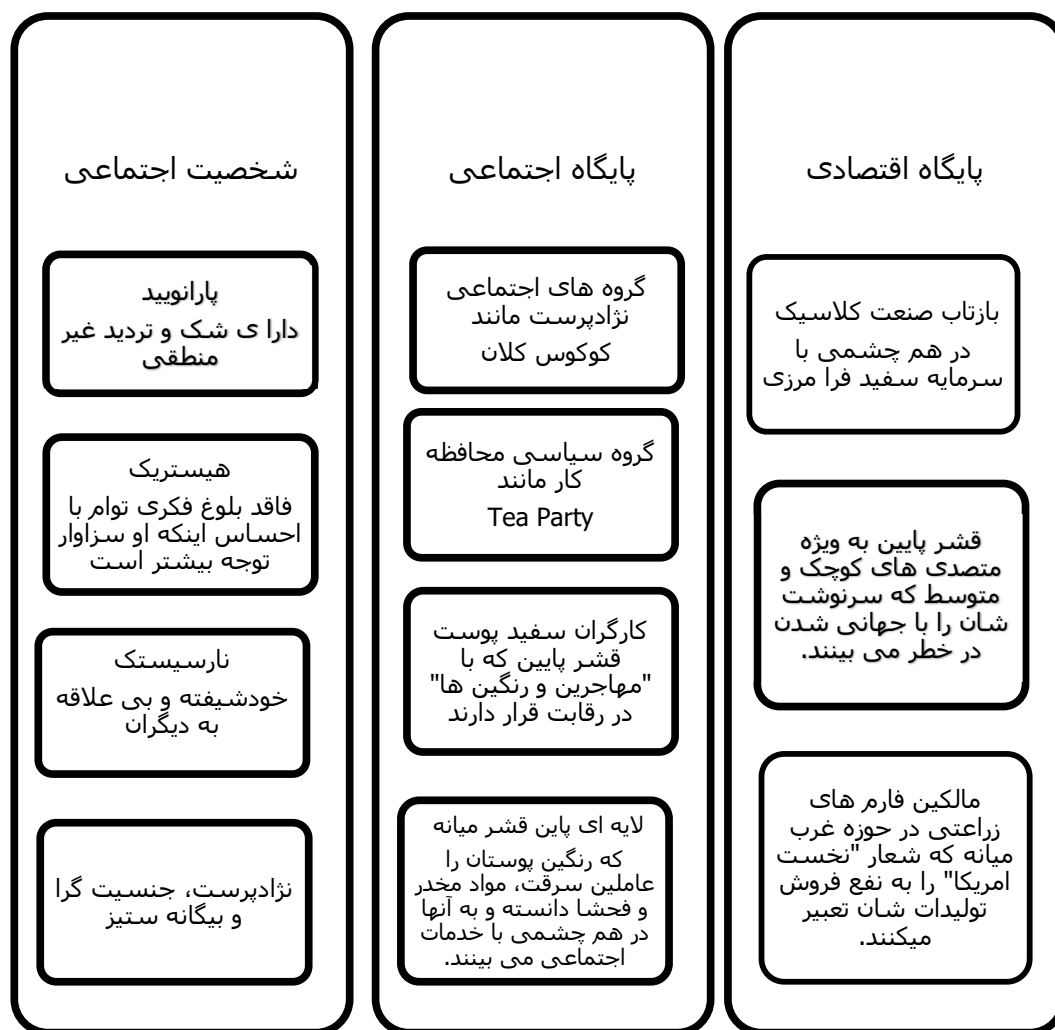 پایگاه اقتصادی
بازتاب صنعت کلاسیک
در هم چشمی با
سرمایه سفید فرا مرزی
قشر پایین به ویژه
متصدی های کوچک و
متوسط که سرنوشت
شان را با جهانی شدن
در خطر می بینند.
مالکین فارم های
زراعتی در حوزه غرب
میانه که شعار "نخست
امریکا" را به نفع فروش
تولیدات شان تعبیر
میکنند.
پایگاه اجتماعی
گروه های اجتماعی
نژادپرست مانند
کوکوس کلان
گروه سیاسی محافظه
کار مانند
Tea Party
کارگران سفید پوست
قشر پایین که با
"مهاجرین و رنگین ها"
در رقابت قرار دارند
لایه ای پاین قشر میانه
که رنگین پوستان را
عاملین سرقت، مواد مخدر
و فحشا دانسته و به آنها
در هم چشمی با خدمات
اجتماعی می بینند.
شخصیت اجتماعی
پارانویید
دارا ی شک و تردید غیر
منطقی
هیستریک
فاقد بلوغ فکری توام با
احساس اینکه او سزاوار
توجه بیشتر است
نارسیستک
خودشیفته و بی علاقه
به دیگران
نژادپرست، جنسیت گرا
و بیگانه ستیز